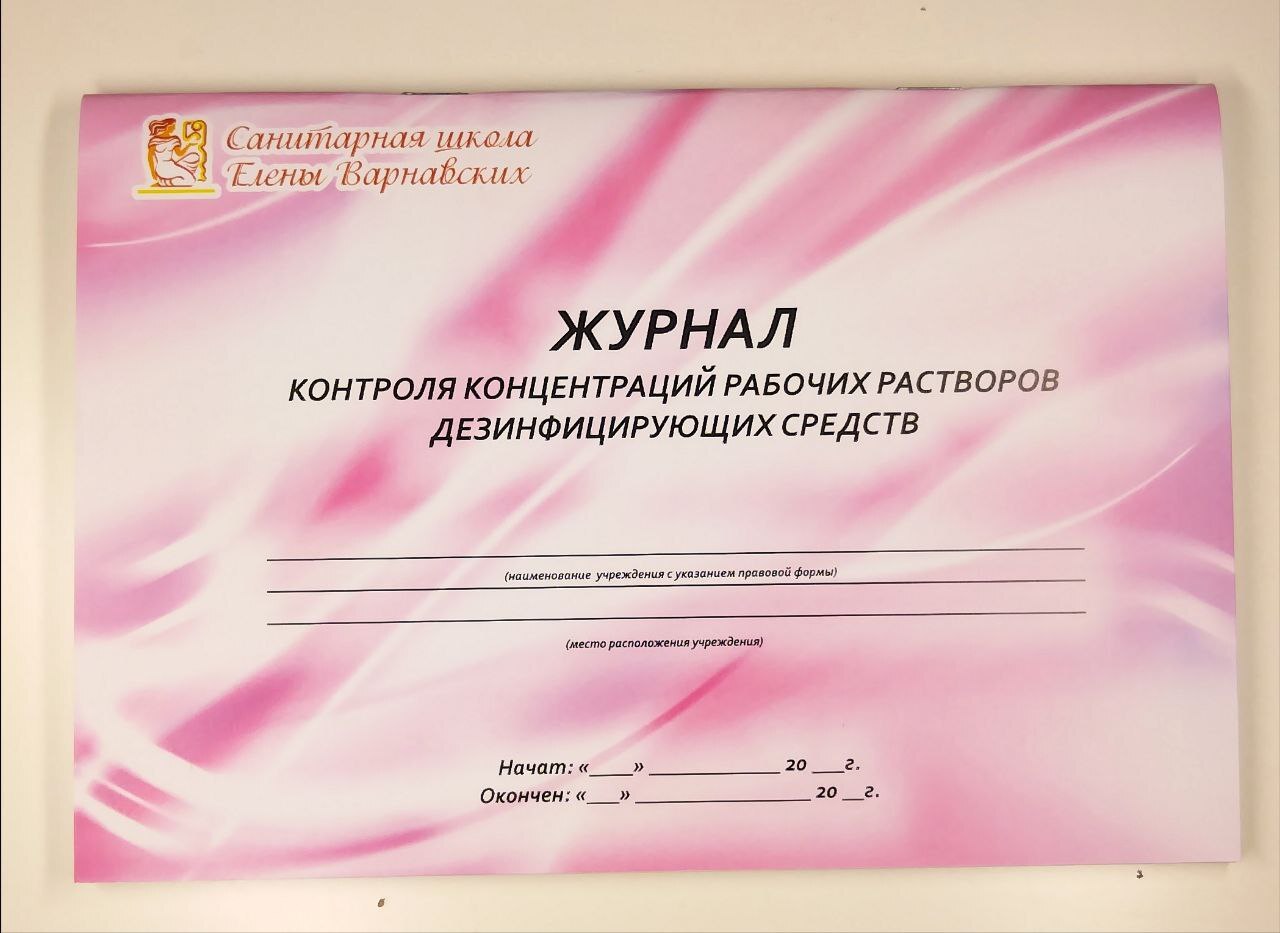 Санитарная школа
Елены Варнавских
ЖУРНАЛ
КОНТРОЛЯ КОНЦЕНТРАЦИЙ РАБОЧИХ РАСТВОРОВ
ДЕЗИНФИЦИРУЮЩИХ СРЕДСТВ
(наименование учреждения с указанием правовой формы)
(место расположения учреждения)
Начат: «____» ____________ 20 ___г.
Окончен: «___» ________________ 20 __г.